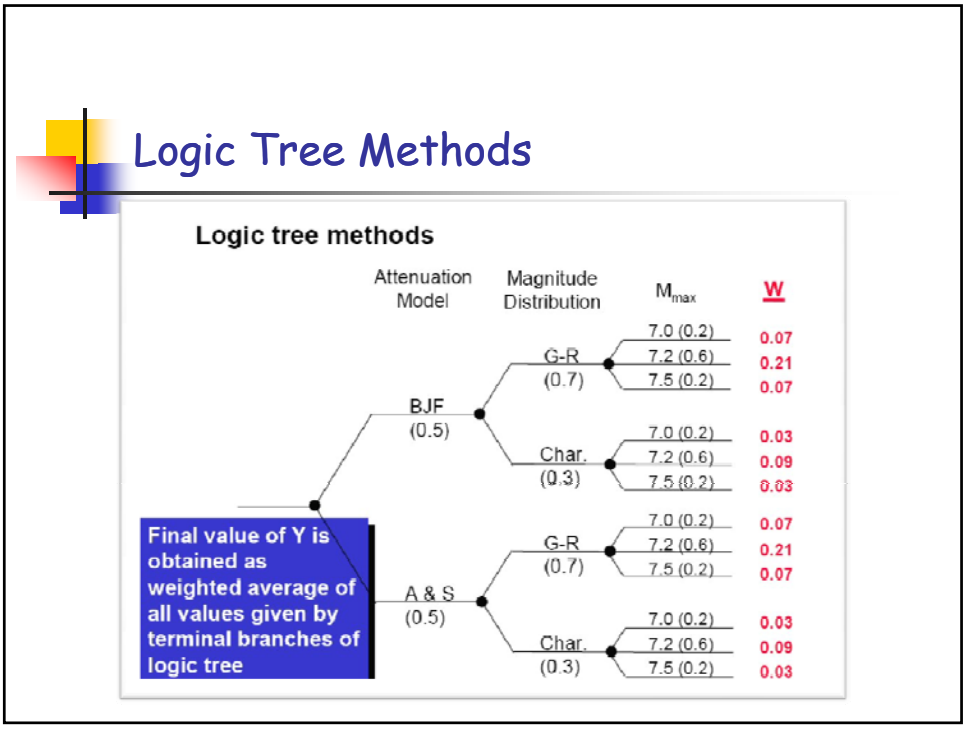 Logic Tree Methods
Logic tree methods
Attenuation Model
Magnitude Distribution
Mmax
W
BJF
(0.5)
G-R
(0.7)
7.0 (0.2) 0.07
7.2 (0.6) 0.21
7.5 (0.2) 0.07
Char.
(0.3)
7.0 (0.2) 0.03
7.2 (0.6) 0.09
7.5 (0.2) 0.03
A & S
(0.5)
G-R
(0.7)
7.0 (0.2) 0.07
7.2 (0.6) 0.21
7.5 (0.2) 0.07
Char.
(0.3)
7.0 (0.2) 0.03
7.2 (0.6) 0.09
7.5 (0.2) 0.03
Final value of Y is
obtained as
weighted average of
all values given by
terminal branches of
logic tree